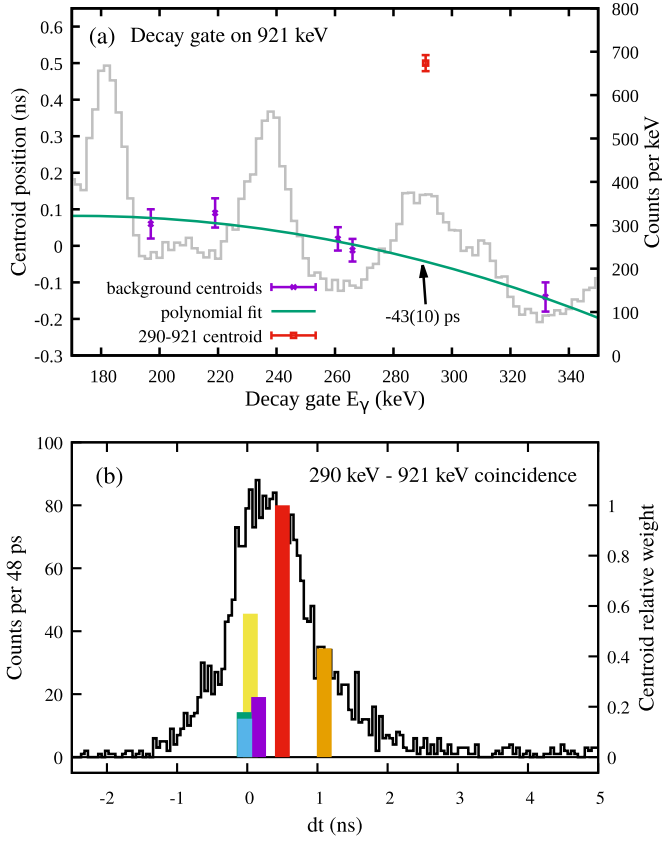 (a) Decay gate on 921 keV
Centroid position (ns)
0.6
0.5
0.4
0.3
0.2
0.1
0
-0.1
-0.2
-0.3
800
700
600
500
400
300
200
100
0
Counts per keV
background centroids
polynomial fit
290-921 centroid
-43(10) ps
180 200 220 240 260 280 300 320 340
Decay gate Eγ (keV)
(b) 290 keV - 921 keV coincidence
Counts per 48 ps
100
80
60
40
20
0
1
0.8
0.6
0.4
0.2
0
Centroid relative weight
-2 -1 0 1 2 3 4 5
dt (ns)